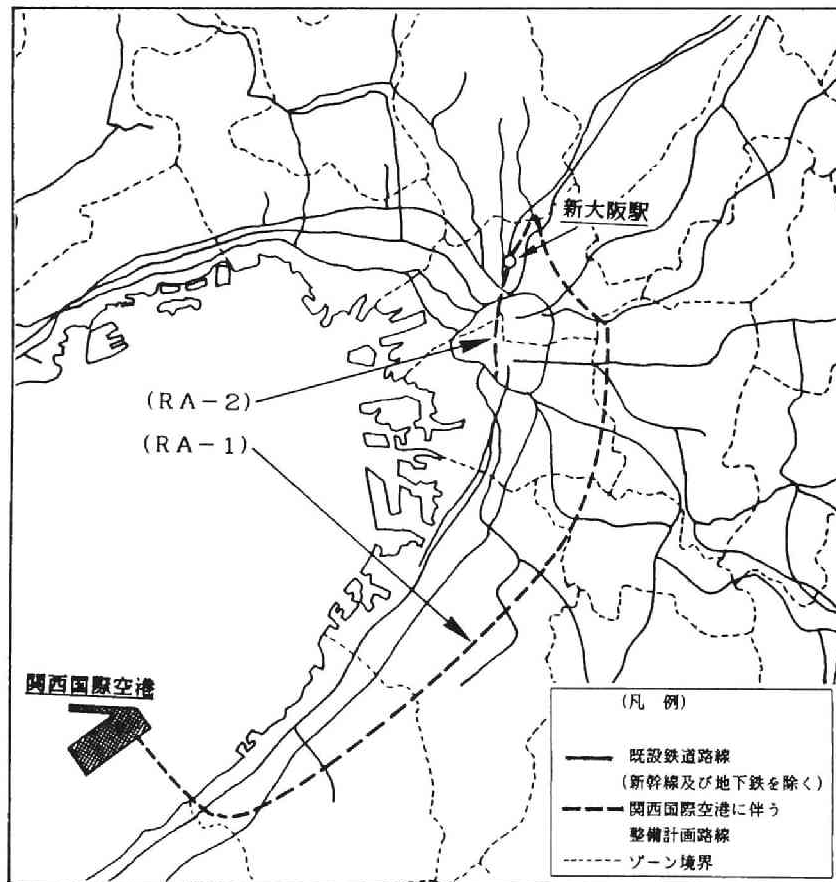 新大阪駅
(RA-2)
(RA-1)
関西国際空港
(凡 例)
既設鉄道路線
(新幹線及び地下鉄を除く)
関西国際空港に伴う
整備計画路線
ゾーン境界